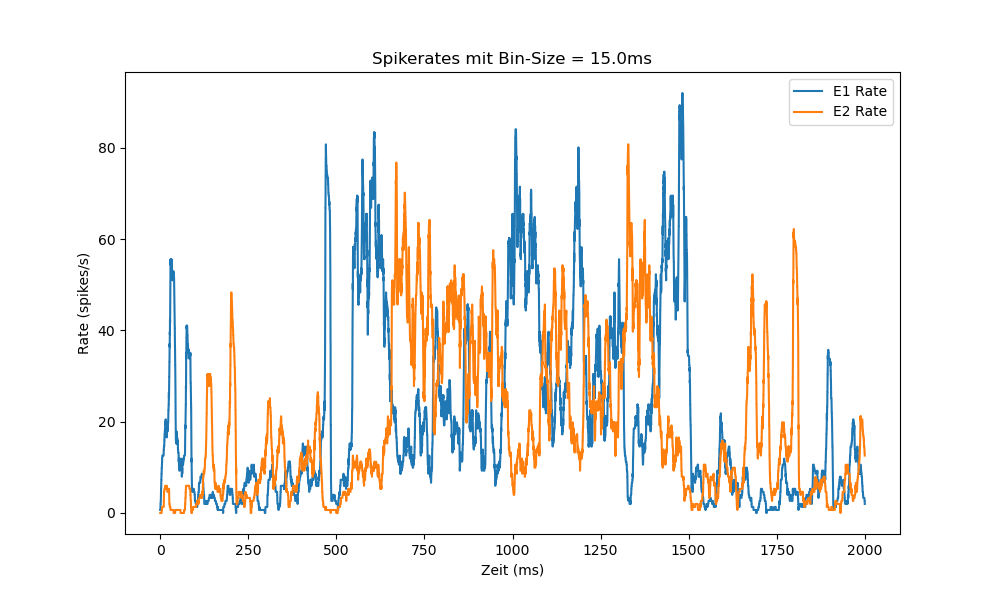 Spikerates mit Bin-Size = 15.0ms
E1 Rate
E2 Rate
Rate (spikes/s)
80
60
40
20
0
0 250 500 750 1000 1250 1500 1750 2000
Zeit (ms)